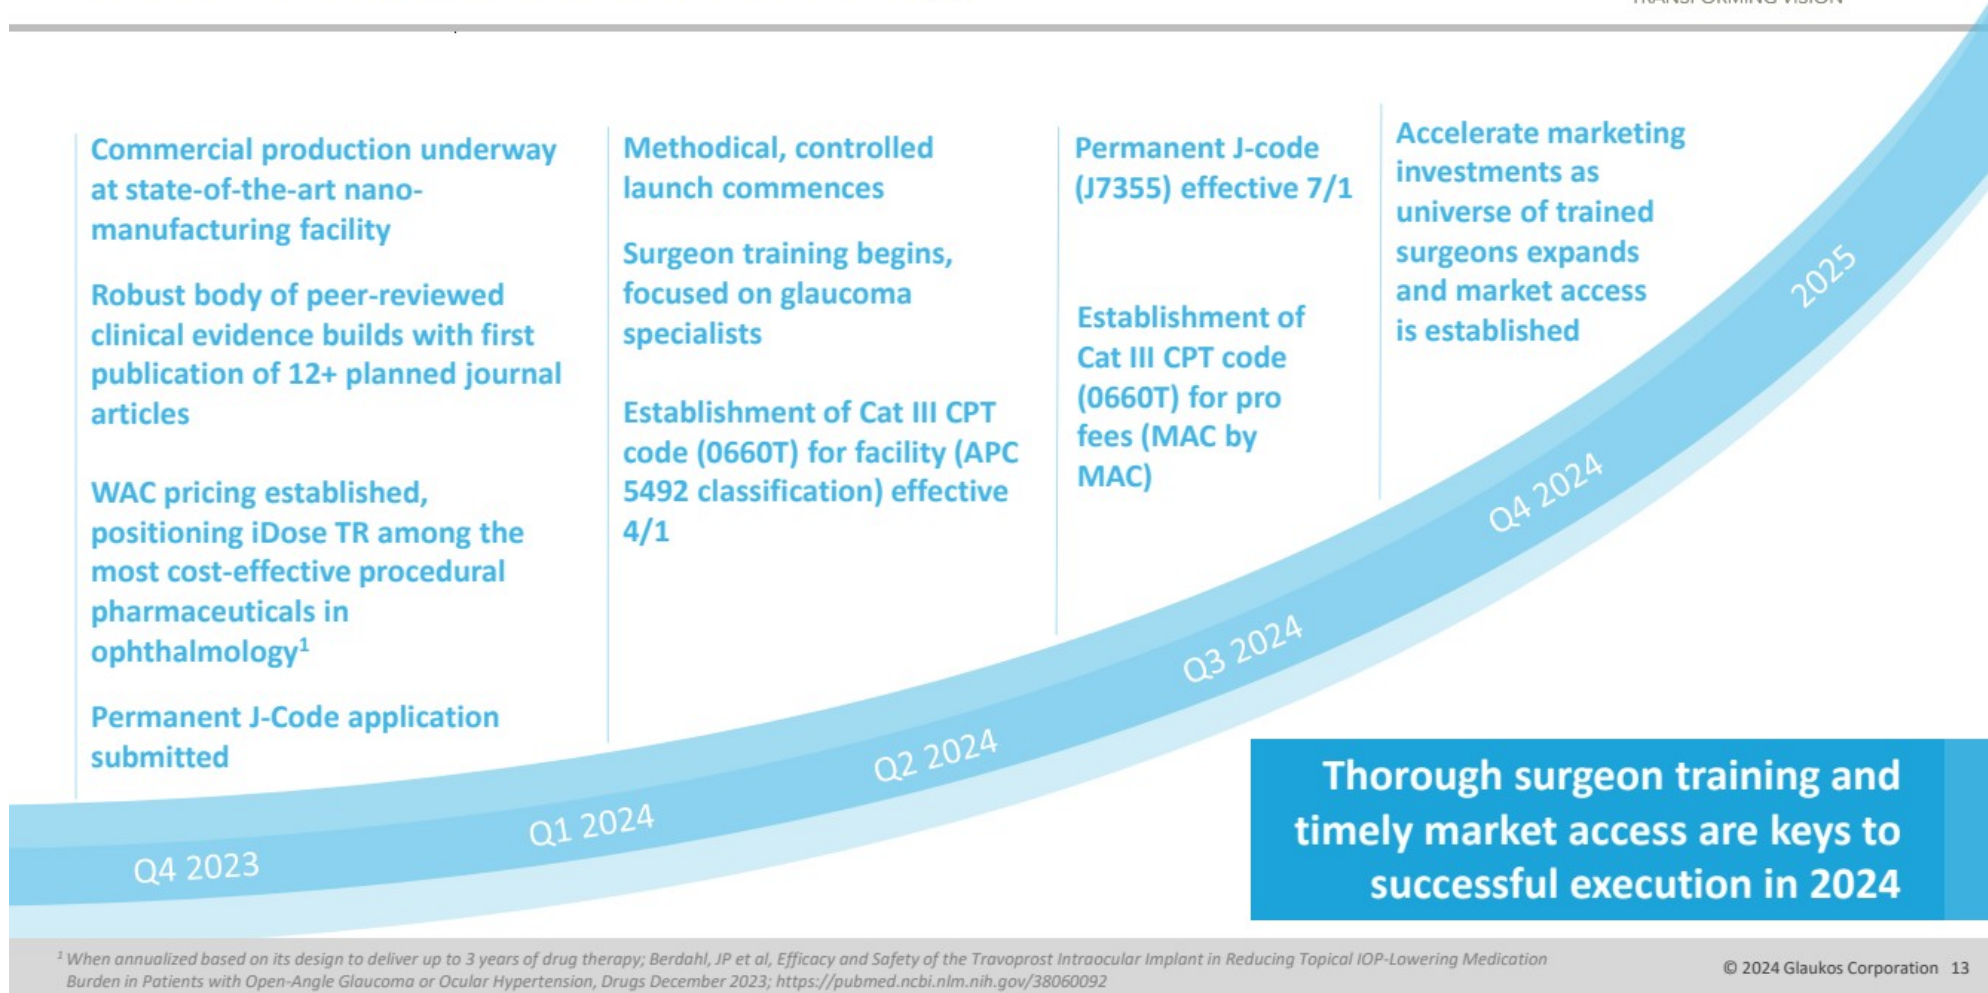 TRANSFORMING VISION
Commercial production underway
at state-of-the-art nano-
manufacturing facility
Robust body of peer-reviewed
clinical evidence builds with first
publication of 12+ planned journal
articles
WAC pricing established,
positioning iDose TR among the
most cost-effective procedural
pharmaceuticals in
ophthalmology¹
Permanent J-Code application
submitted
Methodical, controlled
launch commences
Surgeon training begins,
focused on glaucoma
specialists
Establishment of Cat III CPT
code (0660T) for facility (APC
5492 classification) effective
4/1
Permanent J-code
(J7355) effective 7/1
Establishment of
Cat III CPT code
(0660T) for pro
fees (MAC by
MAC)
Accelerate marketing
investments as
universe of trained
surgeons expands
and market access
is established
Q4 2023
Q1 2024
Q2 2024
Q3 2024
Q4 2024
2025
Thorough surgeon training and
timely market access are keys to
successful execution in 2024
¹ When annualized based on its design to deliver up to 3 years of drug therapy; Berdahl, JP et al, Efficacy and Safety of the Travoprost Intraocular Implant in Reducing Topical IOP-Lowering Medication
Burden in Patients with Open-Angle Glaucoma or Ocular Hypertension, Drugs December 2023; https://pubmed.ncbi.nlm.nih.gov/38060092
© 2024 Glaukos Corporation 13